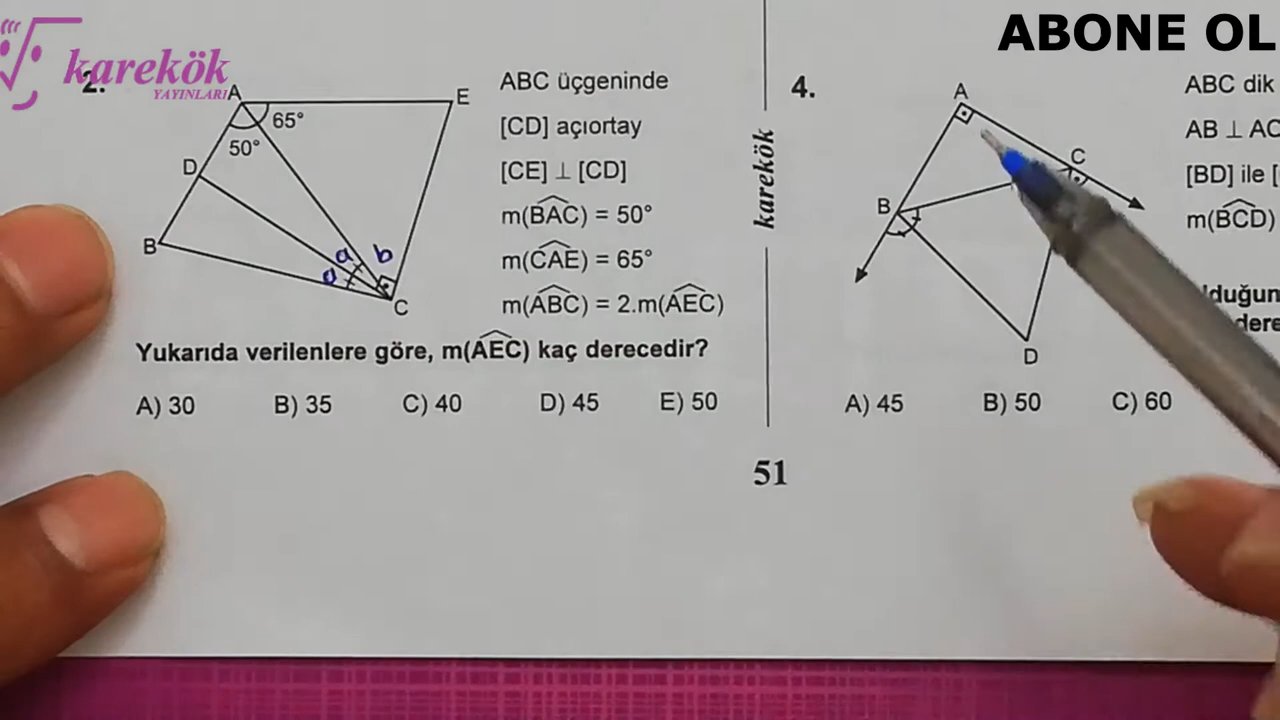 ABONE OL
karekök
YAYINLARI
2.
A
E
65°
50°
D
B
a
a
b
C
ABC üçgeninde
[CD] açıortay
[CE] ⊥ [CD]
m(BAC) = 50°
m(CAE) = 65°
m(ABC) = 2.m(AEC)
Yukarıda verilenlere göre, m(AEC) kaç derecedir?
A) 30 B) 35 C) 40 D) 45 E) 50
karekök
51
4.
A
C
B
D
ABC dik
AB ⊥ AC
[BD] ile [
m(BCD)
A) 45 B) 50 C) 60